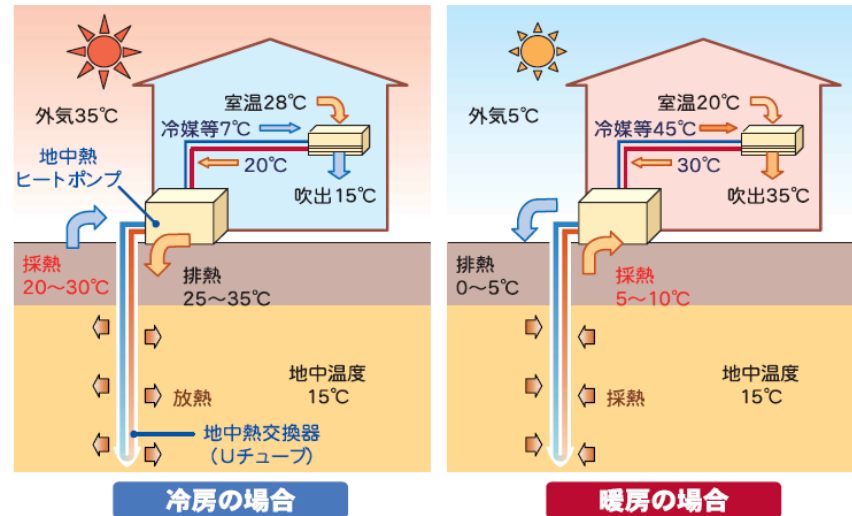 外気35℃
室温28℃
冷媒等7℃
20℃
吹出15℃
地中熱
ヒートポンプ
採熱
20～30℃
排熱
25～35℃
放熱
地中温度
15℃
地中熱交換器
（Uチューブ）
冷房の場合
外気5℃
室温20℃
冷媒等45℃
30℃
吹出35℃
排熱
0～5℃
採熱
5～10℃
採熱
地中温度
15℃
暖房の場合